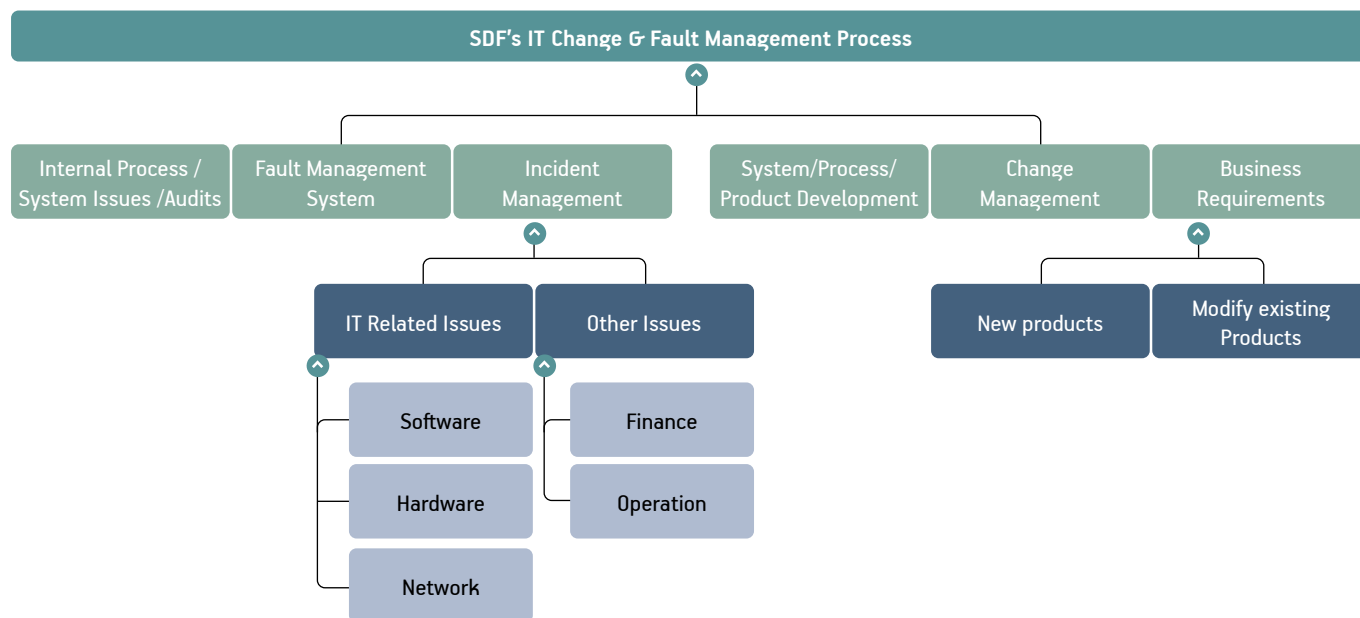 SDF's IT Change & Fault Management Process
Internal Process /
System Issues /Audits
Fault Management
System
Incident
Management
System/Process/
Product Development
Change
Management
Business
Requirements
IT Related Issues
Other Issues
New products
Modify existing
Products
Software
Finance
Hardware
Operation
Network